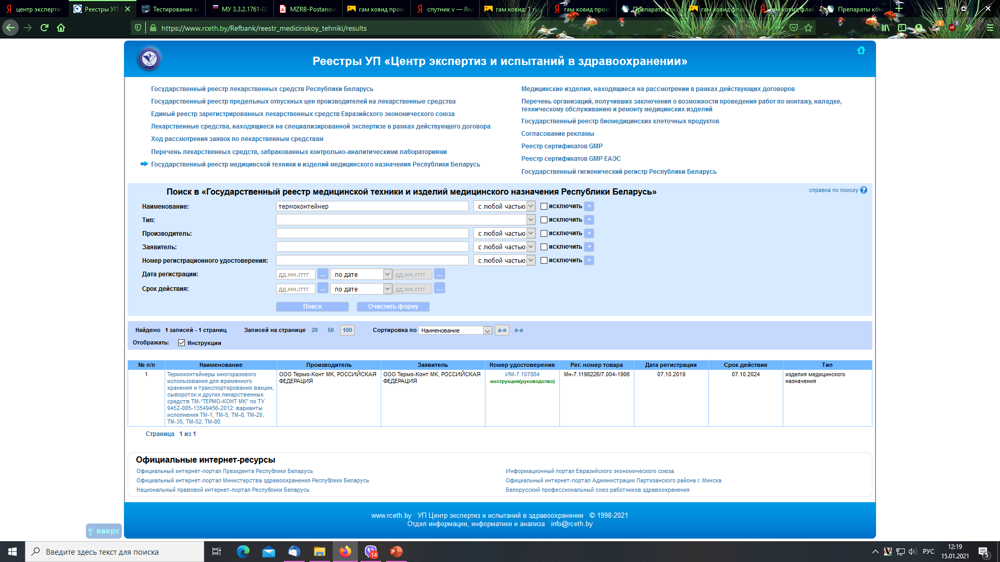 центр эксперти
Реестры УП
Тестирование к
МУ 3.3.2.1761-03
MZRB-Postanov
гам ковид прои
спутник v — Янд
гам ковид: 1 ты
гам ковид прои
Препараты ко
гам ковид фла
гам ковид флак
Препараты ком
https://www.rceth.by/Refbank/reestr_medicinskoy_tehniki/results
Реестры УП «Центр экспертиз и испытаний в здравоохранении»
Государственный реестр лекарственных средств Республики Беларусь
Государственный реестр предельных отпускных цен производителей на лекарственные средства
Единый реестр зарегистрированных лекарственных средств Евразийского экономического союза
Лекарственные средства, находящиеся на специализированной экспертизе в рамках действующего договора
Ход рассмотрения заявок по лекарственным средствам
Перечень лекарственных средств, забракованных контрольно-аналитическими лабораториями
Государственный реестр медицинской техники и изделий медицинского назначения Республики Беларусь
Медицинские изделия, находящиеся на рассмотрении в рамках действующих договоров
Перечень организаций, получивших заключения о возможности проведения работ по монтажу, наладке,
техническому обслуживанию и ремонту медицинских изделий
Государственный реестр биомедицинских клеточных продуктов
Согласование рекламы
Реестр сертификатов GMP
Реестр сертификатов GMP ЕАЭС
Государственный гигиенический регистр Республики Беларусь
Поиск в «Государственный реестр медицинской техники и изделий медицинского назначения Республики Беларусь»
справка по поиску ?
Наименование: термоконтейнер с любой частью исключить +
Тип: исключить +
Производитель: с любой частью исключить +
Заявитель: с любой частью исключить +
Номер регистрационного удостоверения: с любой частью исключить +
Дата регистрации: дд.мм.гггг ... по дате дд.мм.гггг ...
Срок действия: дд.мм.гггг ... по дате дд.мм.гггг ...
Поиск Очистить форму
Найдено 1 записей - 1 страниц Записей на странице 20 50 100 Сортировка по Наименование а-я я-а
Отображать: Инструкции
№ п/п Наименование Производитель Заявитель Номер удостоверения Рег. номер товара Дата регистрации Срок действия Тип
1
Термоконтейнеры многоразового
использования для временного
хранения и транспортирования вакцин,
сывороток и других лекарственных
средств ТМ-“ТЕРМО-КОНТ МК” по ТУ
9452-005-13549456-2012: варианты
исполнения ТМ-1, ТМ-5, ТМ-8, ТМ-20,
ТМ-35, ТМ-52, ТМ-80
ООО Термо-Конт МК, РОССИЙСКАЯ
ФЕДЕРАЦИЯ
ООО Термо-Конт МК, РОССИЙСКАЯ
ФЕДЕРАЦИЯ
ИМ-7.107884
инструкция(руководство)
Мн-7.1198226/7.004-1906
07.10.2019
07.10.2024
изделия медицинского
назначения
Страница 1 из 1
Официальные интернет-ресурсы
Официальный интернет-портал Президента Республики Беларусь
Официальный интернет-портал Министерства здравоохранения Республики Беларусь
Национальный правовой интернет-портал Республики Беларусь
Информационный портал Евразийского экономического союза
Официальный интернет-портал Администрации Партизанского района г. Минска
Белорусский профессиональный союз работников здравоохранения
www.rceth.by УП Центр экспертиз и испытаний в здравоохранении © 1998-2021
Отдел информации, информатики и анализа info@rceth.by
вверх
Введите здесь текст для поиска
14
РУС
12:19
15.01.2021
5